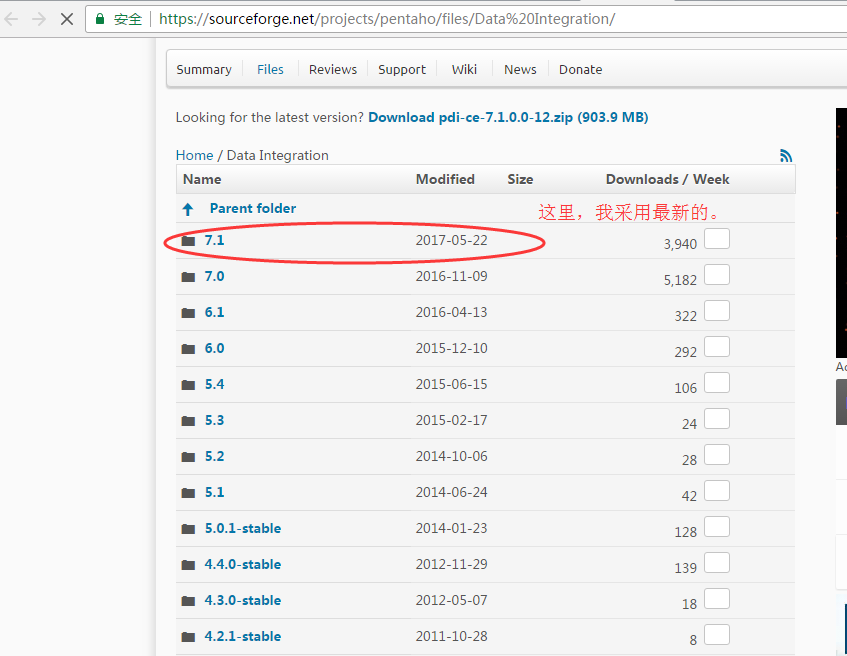 安全 https://sourceforge.net/projects/pentaho/files/Data%20Integration/
Summary Files Reviews Support Wiki News Donate
Looking for the latest version? Download pdi-ce-7.1.0.0-12.zip (903.9 MB)
Home / Data Integration
Name Modified Size Downloads / Week
Parent folder
这里，我采用最新的。
7.1 2017-05-22 3,940
7.0 2016-11-09 5,182
6.1 2016-04-13 322
6.0 2015-12-10 292
5.4 2015-06-15 106
5.3 2015-02-17 24
5.2 2014-10-06 28
5.1 2014-06-24 42
5.0.1-stable 2014-01-23 128
4.4.0-stable 2012-11-29 139
4.3.0-stable 2012-05-07 18
4.2.1-stable 2011-10-28 8